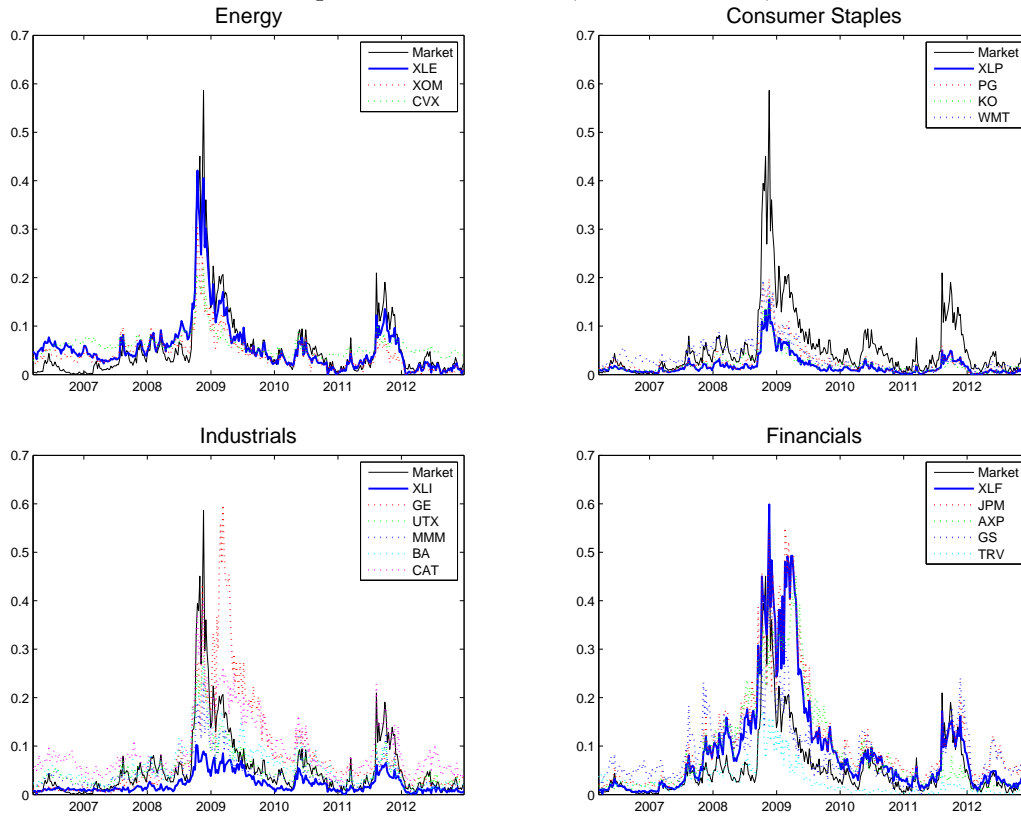 Energy
0.7
0.6
0.5
0.4
0.3
0.2
0.1
0
2007 2008 2009 2010 2011 2012
Market
XLE
XOM
CVX
Consumer Staples
0.7
0.6
0.5
0.4
0.3
0.2
0.1
0
2007 2008 2009 2010 2011 2012
Market
XLP
PG
KO
WMT
Industrials
0.7
0.6
0.5
0.4
0.3
0.2
0.1
0
2007 2008 2009 2010 2011 2012
Market
XLI
GE
UTX
MMM
BA
CAT
Financials
0.7
0.6
0.5
0.4
0.3
0.2
0.1
0
2007 2008 2009 2010 2011 2012
Market
XLF
JPM
AXP
GS
TRV